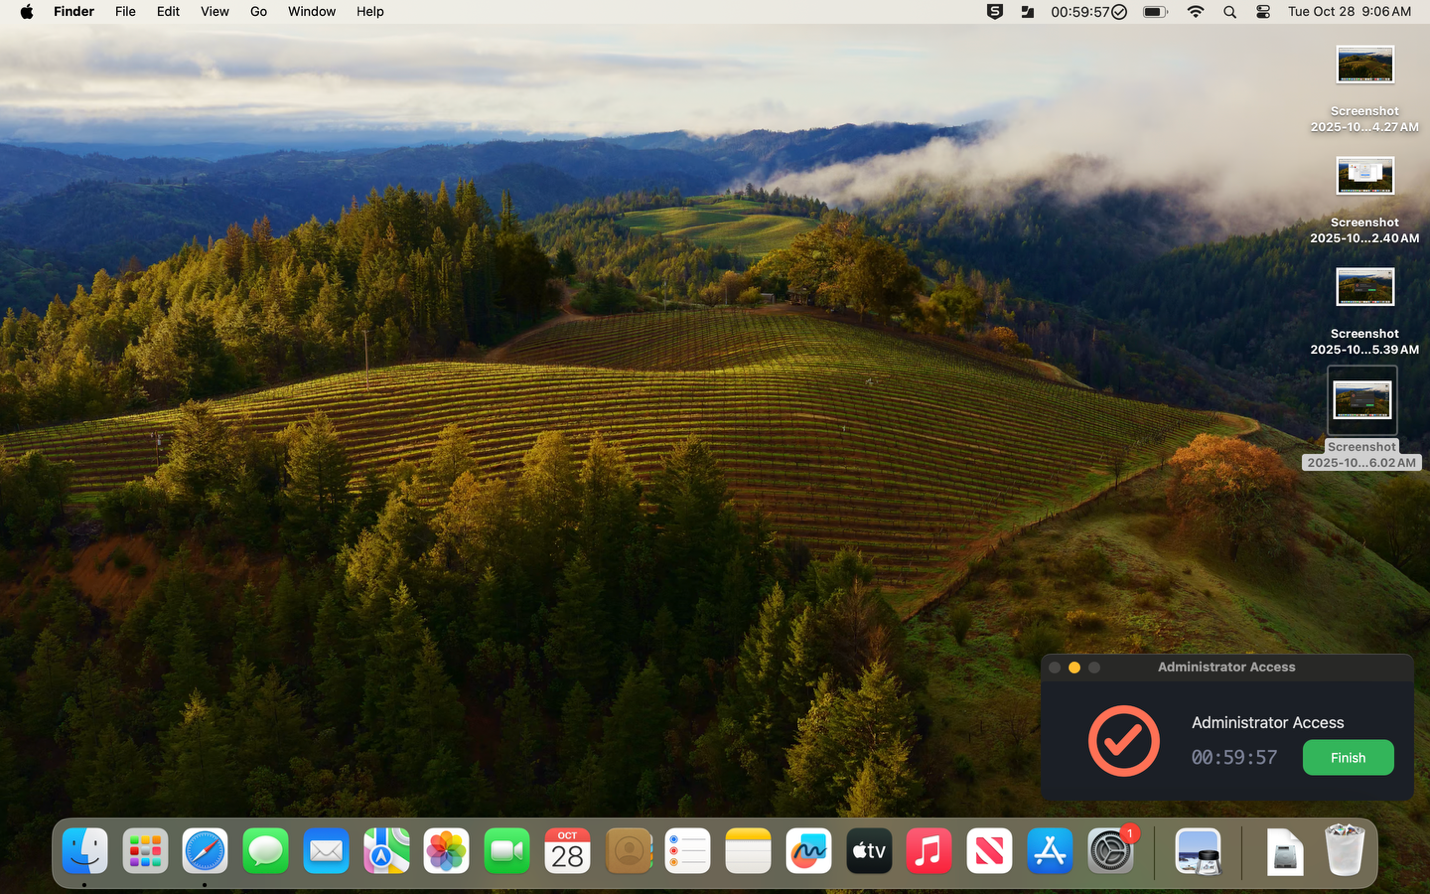 Finder File Edit View Go Window Help 00:59:57 Tue Oct 28 9:06 AM
Screenshot
2025-10...4.27 AM
Screenshot
2025-10...2.40 AM
Screenshot
2025-10...5.39 AM
Screenshot
2025-10...6.02 AM
Administrator Access
Administrator Access
00:59:57 Finish
OCT
28
tv
1